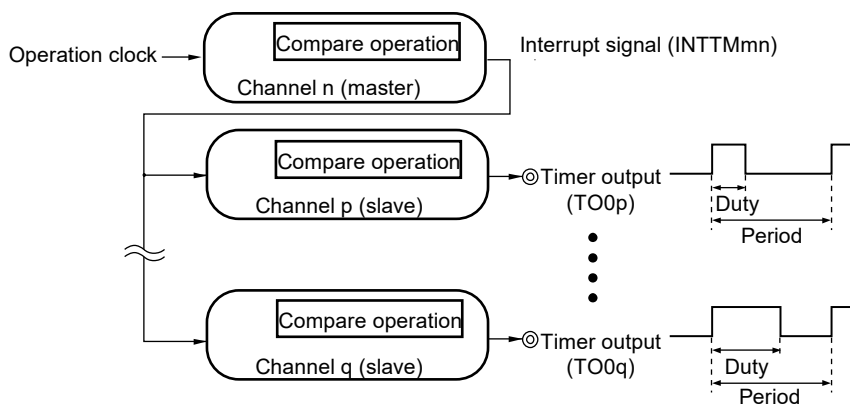 Compare operation
Operation clock
Interrupt signal (INTTMmn)
Channel n (master)
Compare operation
Timer output
(TO0p)
Channel p (slave)
Duty
Period
Compare operation
Timer output
(TO0q)
Channel q (slave)
Duty
Period